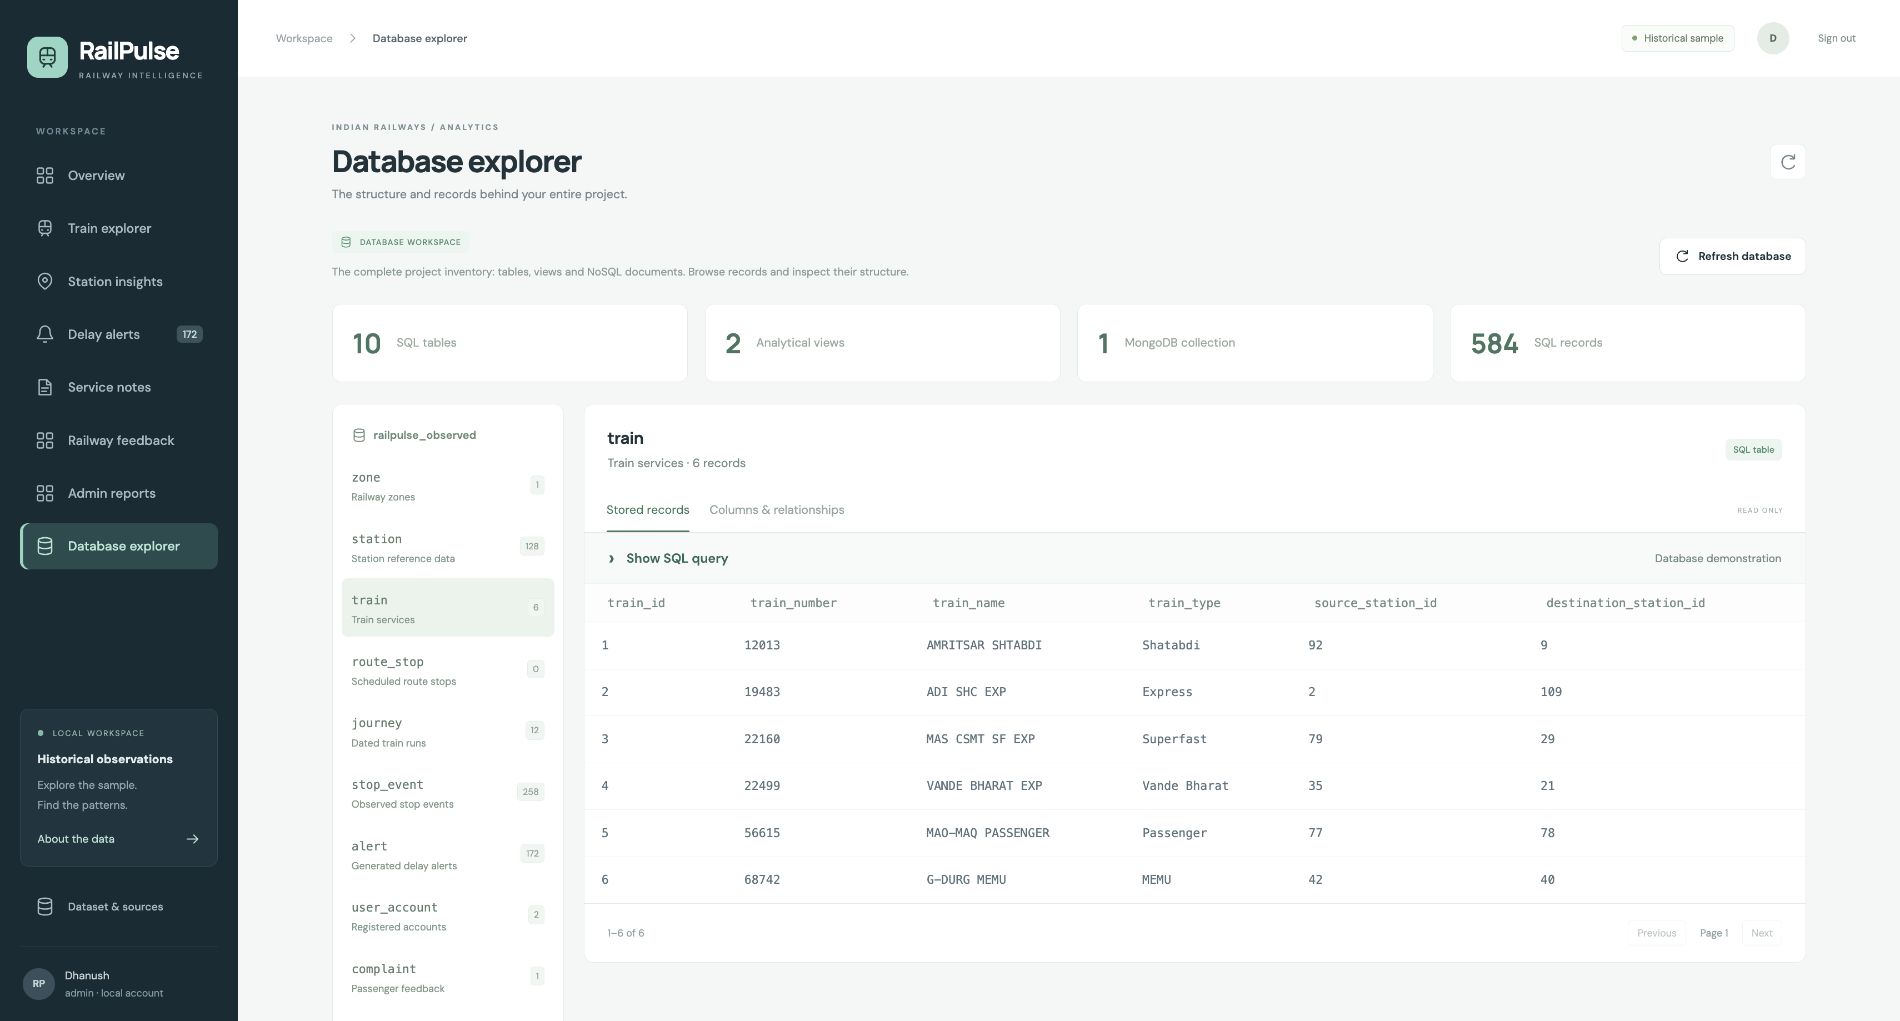 RailPulse
RAILWAY INTELLIGENCE
WORKSPACE
Overview
Train explorer
Station insights
Delay alerts 172
Service notes
Railway feedback
Admin reports
Database explorer
LOCAL WORKSPACE
Historical observations
Explore the sample.
Find the patterns.
About the data
Dataset & sources
RP
Dhanush
admin · local account
Workspace > Database explorer
Historical sample
D
Sign out
INDIAN RAILWAYS / ANALYTICS
Database explorer
The structure and records behind your entire project.
DATABASE WORKSPACE
The complete project inventory: tables, views and NoSQL documents. Browse records and inspect their structure.
Refresh database
10 SQL tables
2 Analytical views
1 MongoDB collection
584 SQL records
railpulse_observed
zone 1
Railway zones
station 128
Station reference data
train 6
Train services
route_stop 0
Scheduled route stops
journey 12
Dated train runs
stop_event 258
Observed stop events
alert 172
Generated delay alerts
user_account 2
Registered accounts
complaint 1
Passenger feedback
train
Train services · 6 records
SQL table
Stored records Columns & relationships
READ ONLY
› Show SQL query
Database demonstration
train_id train_number train_name train_type source_station_id destination_station_id
1 12013 AMRITSAR SHTABDI Shatabdi 92 9
2 19483 ADI SHC EXP Express 2 109
3 22160 MAS CSMT SF EXP Superfast 79 29
4 22499 VANDE BHARAT EXP Vande Bharat 35 21
5 56615 MAO-MAQ PASSENGER Passenger 77 78
6 68742 G-DURG MEMU MEMU 42 40
1–6 of 6
Previous Page 1 Next